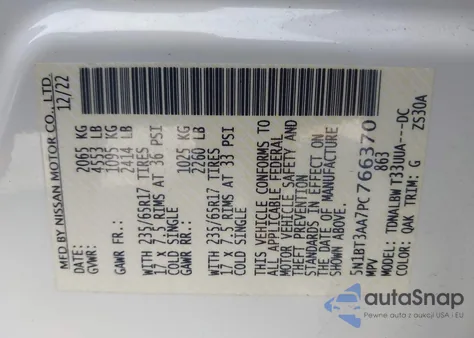 MFD BY NISSAN MOTOR CO., LTD.
12/22
GVWR: 2065 KG
4553 LB
GAWR FR.: 1095 KG
2414 LB
WITH 235/65R17 TIRES
17 x 7.5 RIMS AT 36 PSI
COLD SINGLE
GAWR RR: 1025 KG
2260 LB
WITH 235/65R17 TIRES
17 x 7.5 RIMS AT 33 PSI
COLD SINGLE
THIS VEHICLE CONFORMS TO
ALL APPLICABLE FEDERAL
MOTOR VEHICLE SAFETY AND
THEFT PREVENTION
STANDARDS IN EFFECT ON
THE DATE OF MANUFACTURE
SHOWN ABOVE.
5N1BT3AA7PC766370
MPV 863
MODEL: TDWALBW T33UUA---DC
COLOR: QAK TRIM: G ZS30A
autoSnap
Pewne auta z aukcji USA - EU